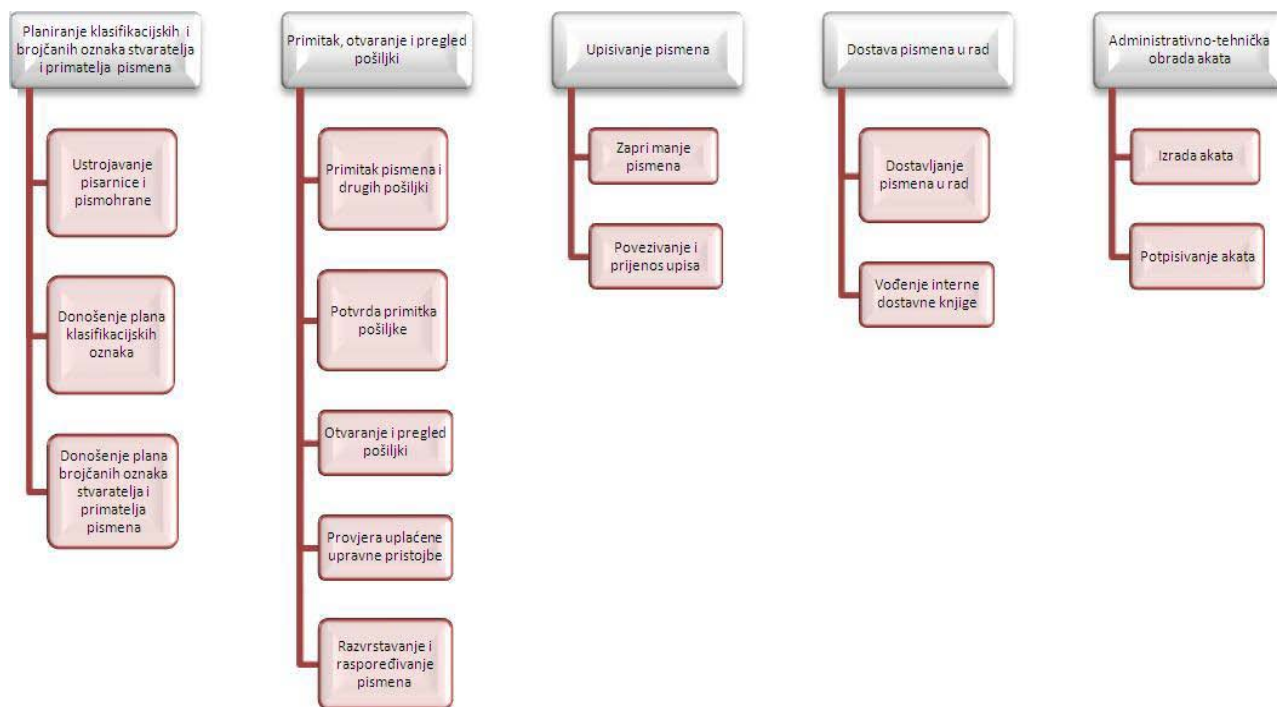 Planiranje klasifikacijskih i
brojčanih oznaka stvaratelja
i primatelja pismena
Ustrojavanje
pisarnice i
pismohrane
Donošenje plana
klasifikacijskih
oznaka
Donošenje plana
brojčanih oznaka
stvaratelja i
primatelja
pismena
Primitak, otvaranje i pregled
pošiljki
Primitak pismena i
drugih pošiljki
Potvrda primitka
pošiljke
Otvaranje i pregled
pošiljki
Provjera uplaćene
upravne pristojbe
Razvrstavanje i
raspoređivanje
pismena
Upisivanje pismena
Zapri manje
pismena
Povezivanje i
prijenos upisa
Dostava pismena u rad
Dostavljanje
pismena u rad
Vođenje interne
dostavne knjige
Administrativno-tehnička
obrada akata
Izrada akata
Potpisivanje akata